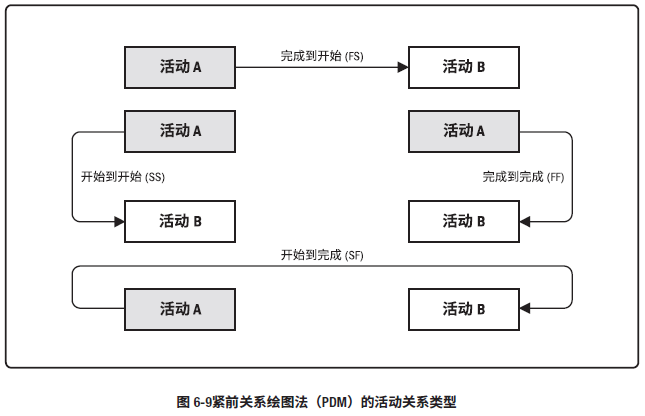 活动 A
完成到开始 (FS)
活动 B
活动 A
活动 A
开始到开始 (SS)
完成到完成 (FF)
活动 B
活动 B
开始到完成 (SF)
活动 A
活动 B
图 6-9紧前关系绘图法（PDM）的活动关系类型